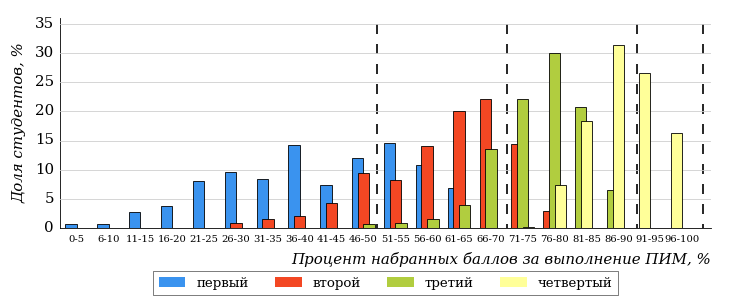 Доля студентов, %
35
30
25
20
15
10
5
0
0-5 6-10 11-15 16-20 21-25 26-30 31-35 36-40 41-45 46-50 51-55 56-60 61-65 66-70 71-75 76-80 81-85 86-90 91-95 96-100
Процент набранных баллов за выполнение ПИМ, %
первый второй третий четвертый